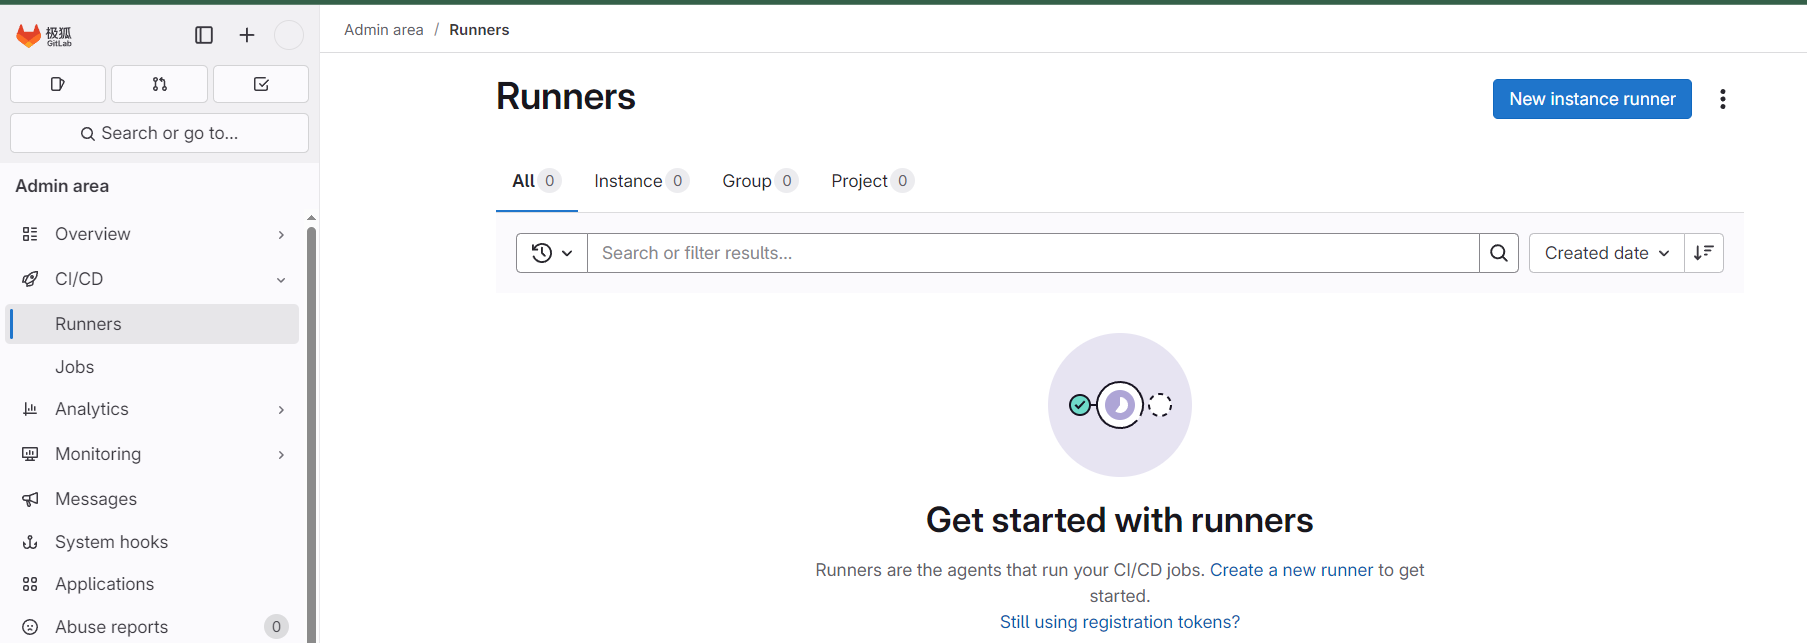 极狐
GitLab
Search or go to...
Admin area
Overview
CI/CD
Runners
Jobs
Analytics
Monitoring
Messages
System hooks
Applications
Abuse reports 0
Admin area / Runners
Runners
New instance runner
All 0 Instance 0 Group 0 Project 0
Search or filter results...
Created date
Get started with runners
Runners are the agents that run your CI/CD jobs. Create a new runner to get
started.
Still using registration tokens?